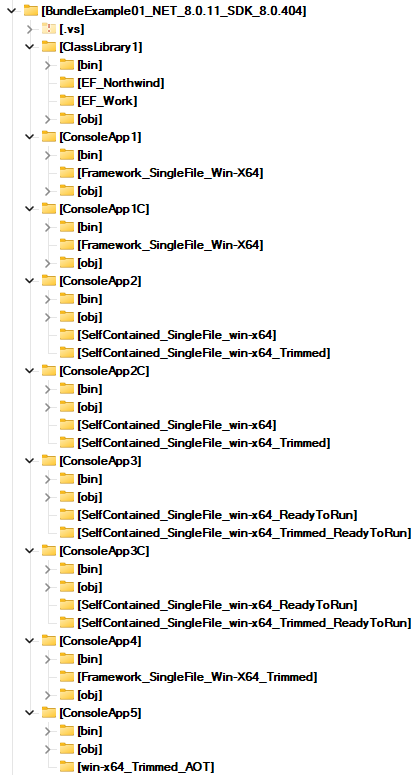 [BundleExample01_NET_8.0.11_SDK_8.0.404]
[.vs]
[ClassLibrary1]
[bin]
[EF_Northwind]
[EF_Work]
[obj]
[ConsoleApp1]
[bin]
[Framework_SingleFile_Win-X64]
[obj]
[ConsoleApp1C]
[bin]
[Framework_SingleFile_Win-X64]
[obj]
[ConsoleApp2]
[bin]
[obj]
[SelfContained_SingleFile_win-x64]
[SelfContained_SingleFile_win-x64_Trimmed]
[ConsoleApp2C]
[bin]
[obj]
[SelfContained_SingleFile_win-x64]
[SelfContained_SingleFile_win-x64_Trimmed]
[ConsoleApp3]
[bin]
[obj]
[SelfContained_SingleFile_win-x64_ReadyToRun]
[SelfContained_SingleFile_win-x64_Trimmed_ReadyToRun]
[ConsoleApp3C]
[bin]
[obj]
[SelfContained_SingleFile_win-x64_ReadyToRun]
[SelfContained_SingleFile_win-x64_Trimmed_ReadyToRun]
[ConsoleApp4]
[bin]
[Framework_SingleFile_Win-X64_Trimmed]
[obj]
[ConsoleApp5]
[bin]
[obj]
[win-x64_Trimmed_AOT]